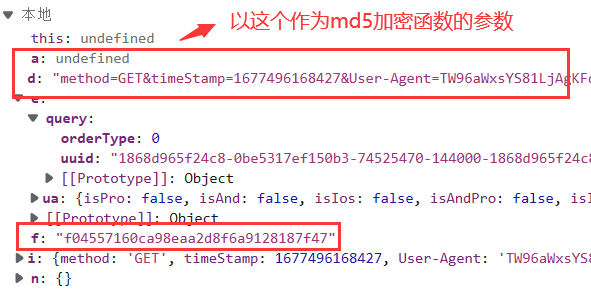 本地
以这个作为md5加密函数的参数
this: undefined
a: undefined
d: "method=GET&timeStamp=1677496168427&User-Agent=TW96aWxsYS81LjAgKF
e:
query:
orderType: 0
uuid: "1868d965f24c8-0be5317ef150b3-74525470-144000-1868d965f24c8
[[Prototype]]: Object
ua: {isPro: false, isAnd: false, isIos: false, isAndPro: false, isI
[[Prototype]]: Object
f: "f04557160ca98eaa2d8f6a9128187f47"
i: {method: 'GET', timeStamp: 1677496168427, User-Agent: 'TW96aWxsYS
n: {}